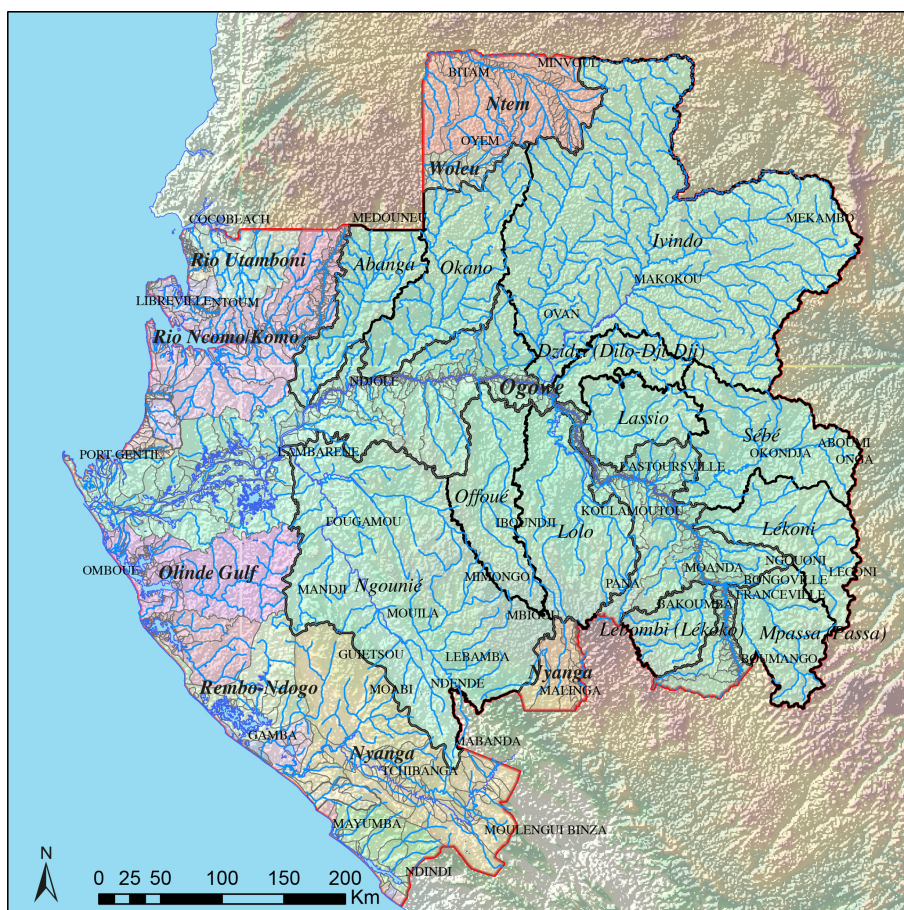 MINVOUL
BITAM
Ntem
OYEM
Woleu
COCOBEACH
MEDOUNEU
MEKAMBO
Ivindo
Rio Utamboni
Abanga
Okano
MAKOKOU
LIBREVILLE
NTOUM
OVAN
Rio Ncomo/Komo
Dzidzi (Dilo-Dji-Dji)
NDJOLE
Ogowe
Lassio
Sébé
ABOUMI
PORT GENTIL
LAMBARENE
OKONDJA
ONGA
LASTOURSVILLE
Offoué
KOULAMOUTOU
FOUGAMOU
IBOUNDJI
Lolo
Lékoni
OMBOUE
Olinde Gulf
NGOUONI
MOANDA
LECONI
MIMONGO
BONGOVILLE
MANDJI
Ngounié
PANA
FRANCEVILLE
BAKOUMBA
MOUILA
MBIGOU
Lebombi (Lékoko)
Mpassa (Passa)
GUIETSOU
LEBAMBA
BOUMANGO
Rembo-Ndogo
MOABI
NDENDE
Nyanga
MALINGA
GAMBA
MABANDA
Nyanga
TCHIBANGA
MAYUMBA
MOULENGUI BINZA
NDINDI
N
0 25 50 100 150 200
Km